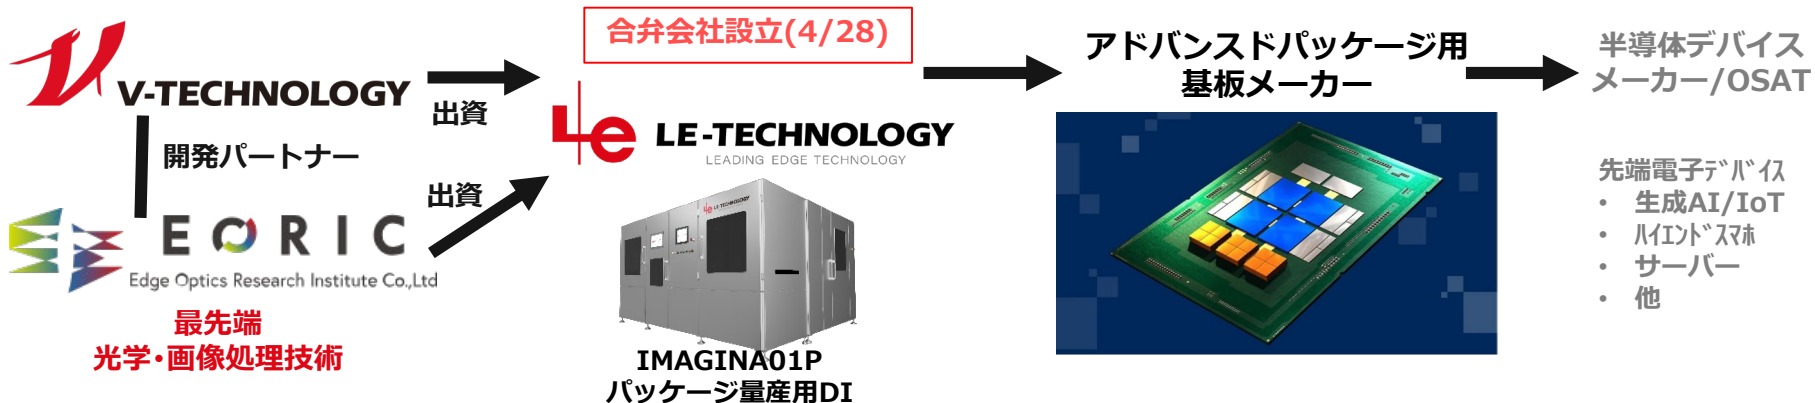 V-TECHNOLOGY
開発パートナー
EORIC
Edge Optics Research Institute Co.,Ltd
最先端
光学・画像処理技術
出資
出資
合弁会社設立(4/28)
Le LE-TECHNOLOGY
LEADING EDGE TECHNOLOGY
Le LE-TECHNOLOGY
IMAGINA01P
パッケージ量産用DI
アドバンスドパッケージ用
基板メーカー
半導体デバイス
メーカー/OSAT
先端電子ﾃﾞﾊﾞｲｽ
• 生成AI/IoT
• ﾊｲｴﾝﾄﾞｽﾏﾎ
• サーバー
• 他